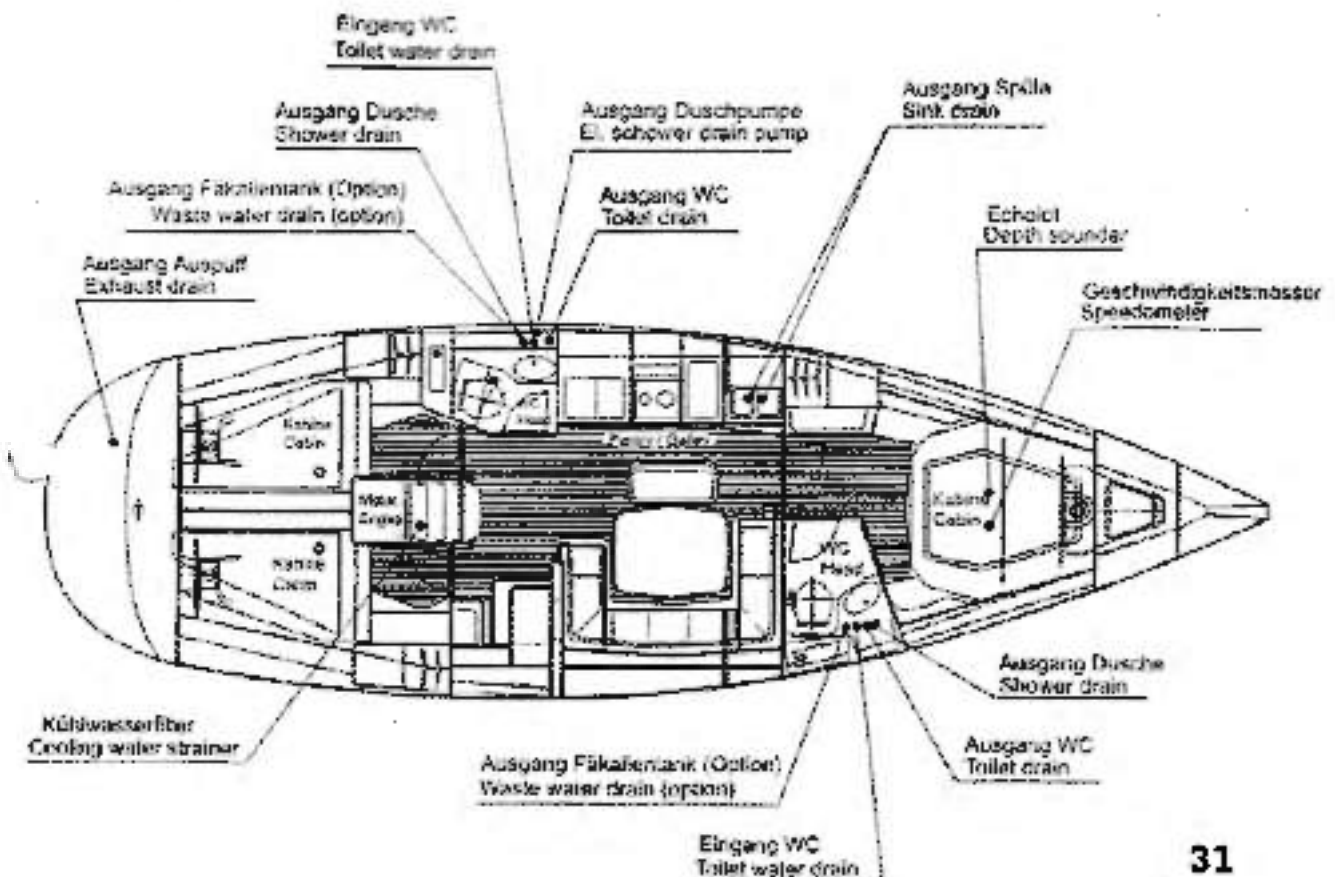 Eingang WC
Toilet water drain
Ausgang Dusche
Shower drain
Ausgang Duschpumpe
El. schower drain pump
Ausgang Spüle
Sink drain
Ausgang Fäkalientank (Option)
Waste water drain (option)
Ausgang WC
Toilet drain
Echolot
Depth sounder
Ausgang Auspuff
Exhaust drain
Geschwindigkeitsmesser
Speedometer
Kabine
Cabin
WC
Head
Motor
Engine
Kabine
Cabin
Kabine
Cabin
WC
Head
Ausgang Dusche
Shower drain
Kühlwasserfilter
Cooling water strainer
Ausgang WC
Toilet drain
Ausgang Fäkalientank (Option)
Waste water drain (option)
Eingang WC
Toilet water drain
31